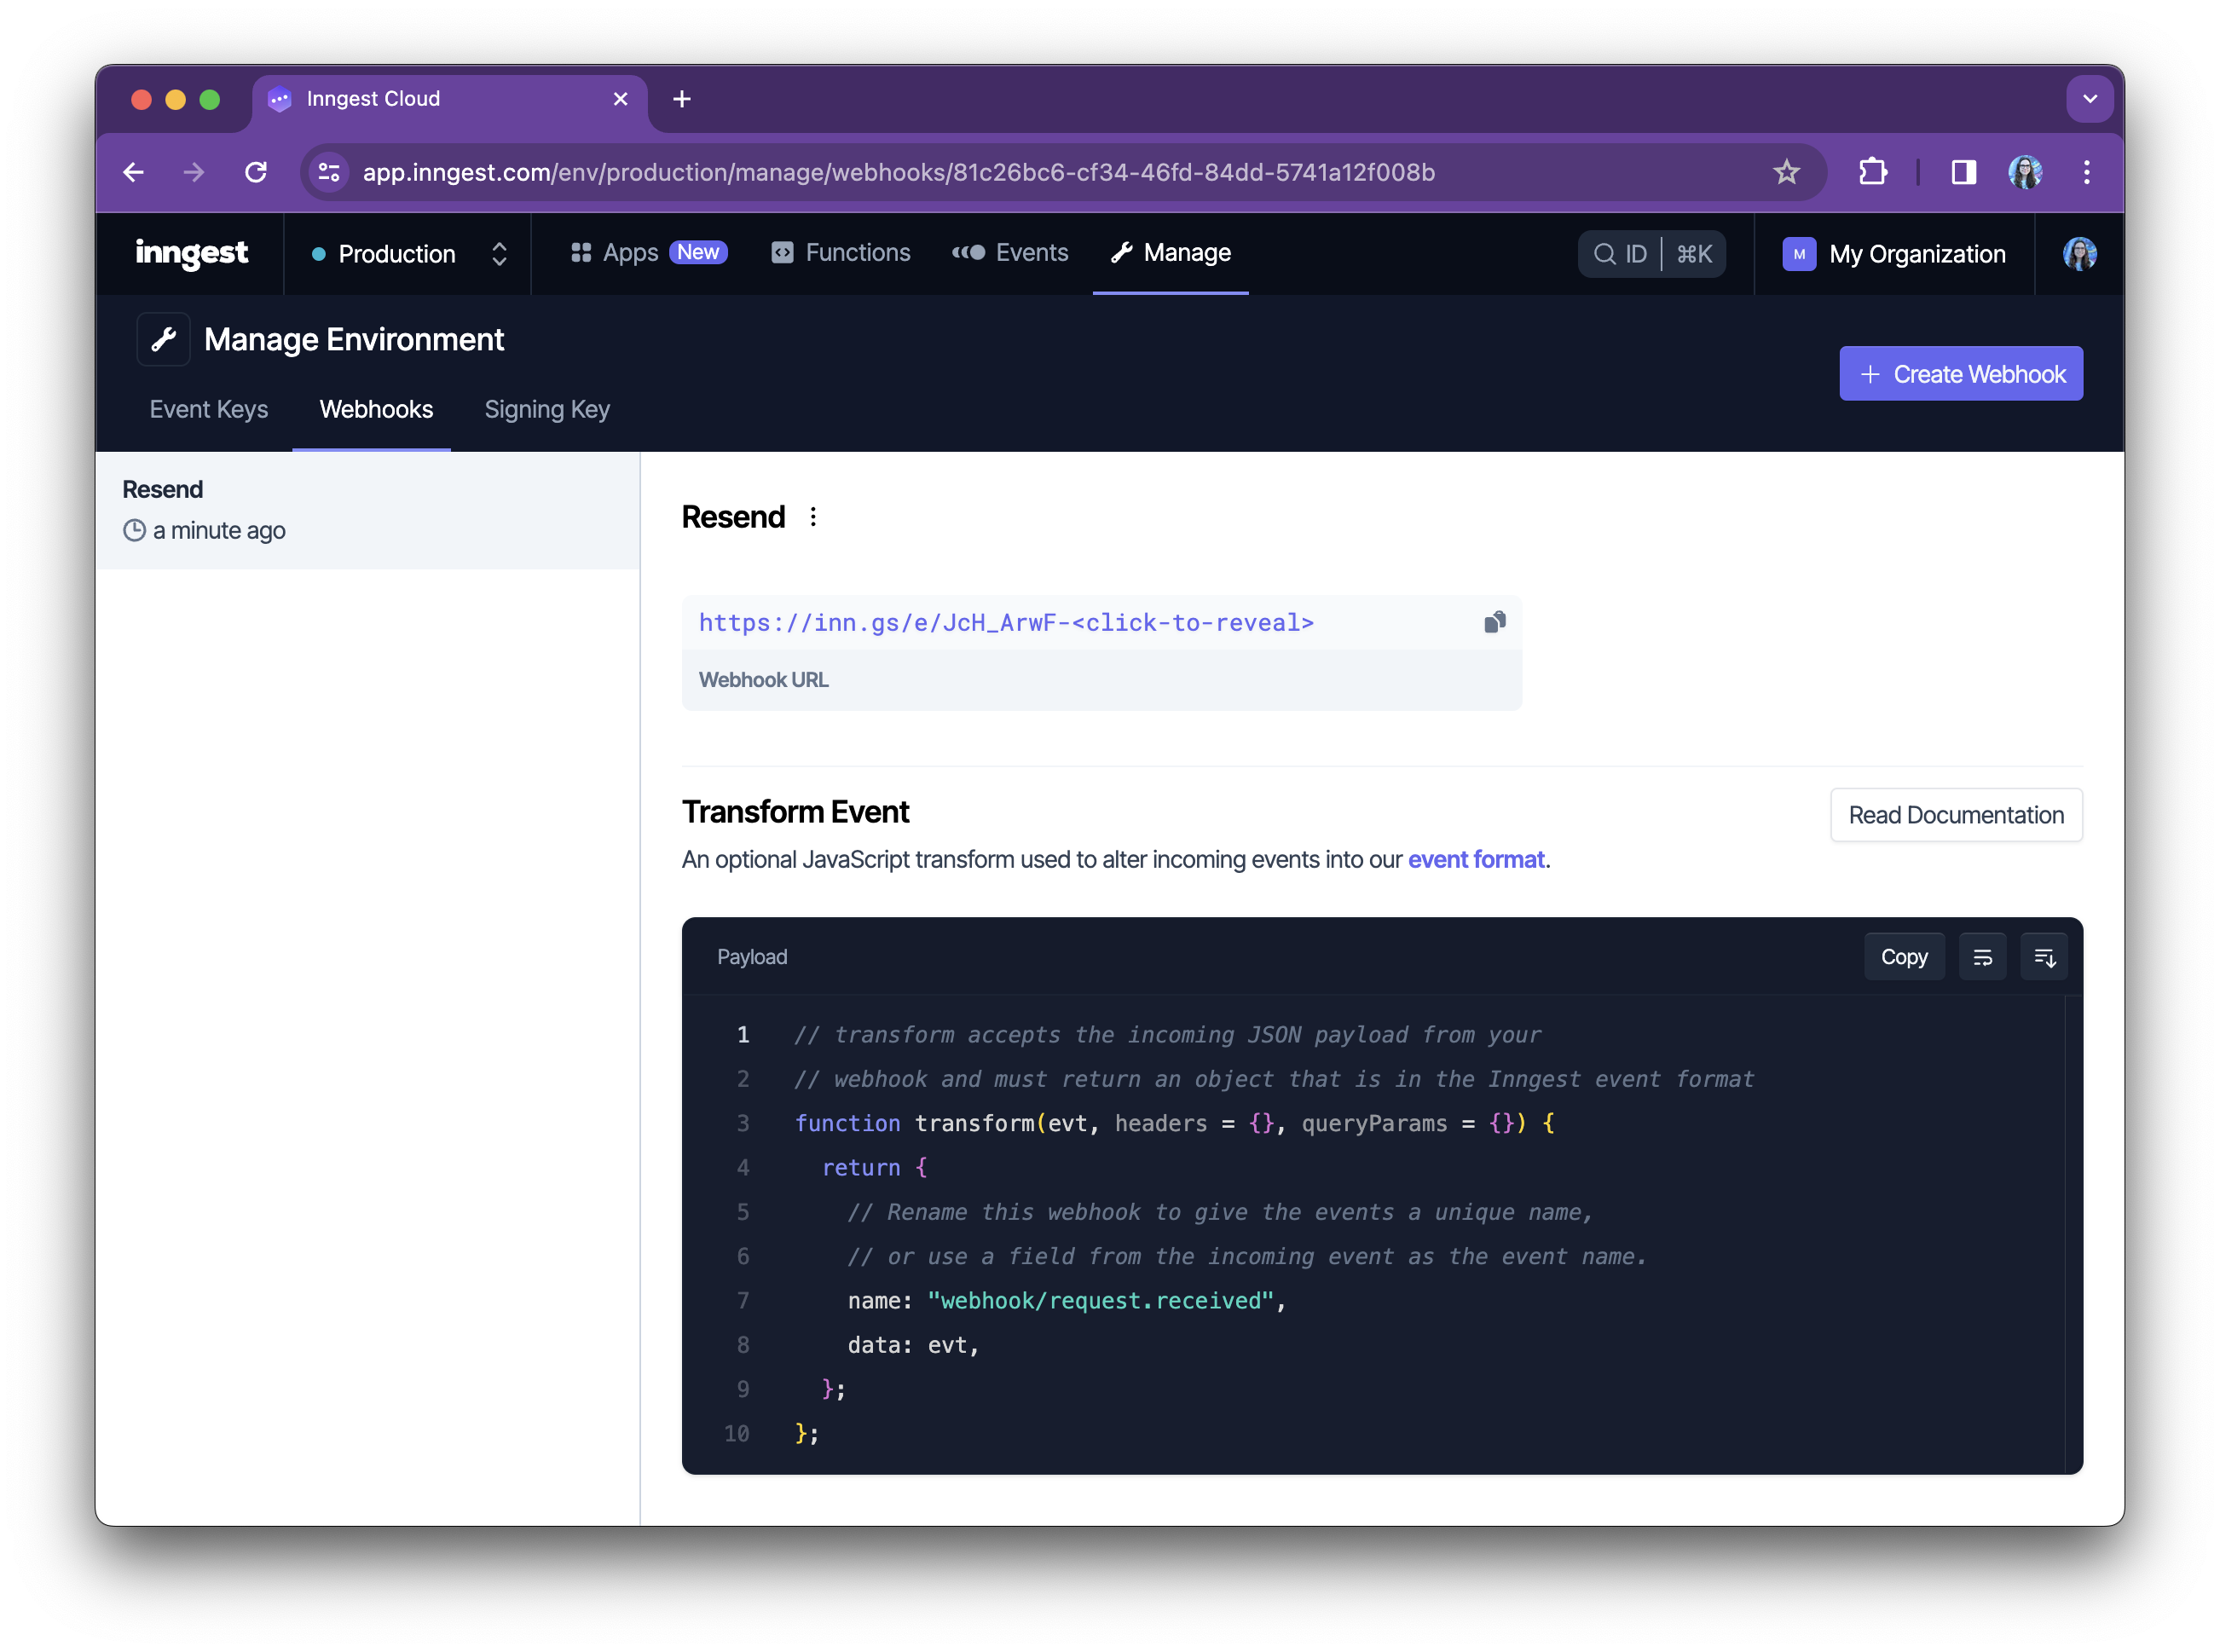 Inngest Cloud
app.inngest.com/env/production/manage/webhooks/81c26bc6-cf34-46fd-84dd-5741a12f008b
inngest
Production
Apps New
Functions
Events
Manage
ID ⌘K
M My Organization
Manage Environment
+ Create Webhook
Event Keys
Webhooks
Signing Key
Resend
a minute ago
Resend
https://inn.gs/e/JcH_ArwF-<click-to-reveal>
Webhook URL
Transform Event
Read Documentation
An optional JavaScript transform used to alter incoming events into our event format.
Payload
Copy
1 // transform accepts the incoming JSON payload from your
2 // webhook and must return an object that is in the Inngest event format
3 function transform(evt, headers = {}, queryParams = {}) {
4 return {
5 // Rename this webhook to give the events a unique name,
6 // or use a field from the incoming event as the event name.
7 name: "webhook/request.received",
8 data: evt,
9 };
10 };